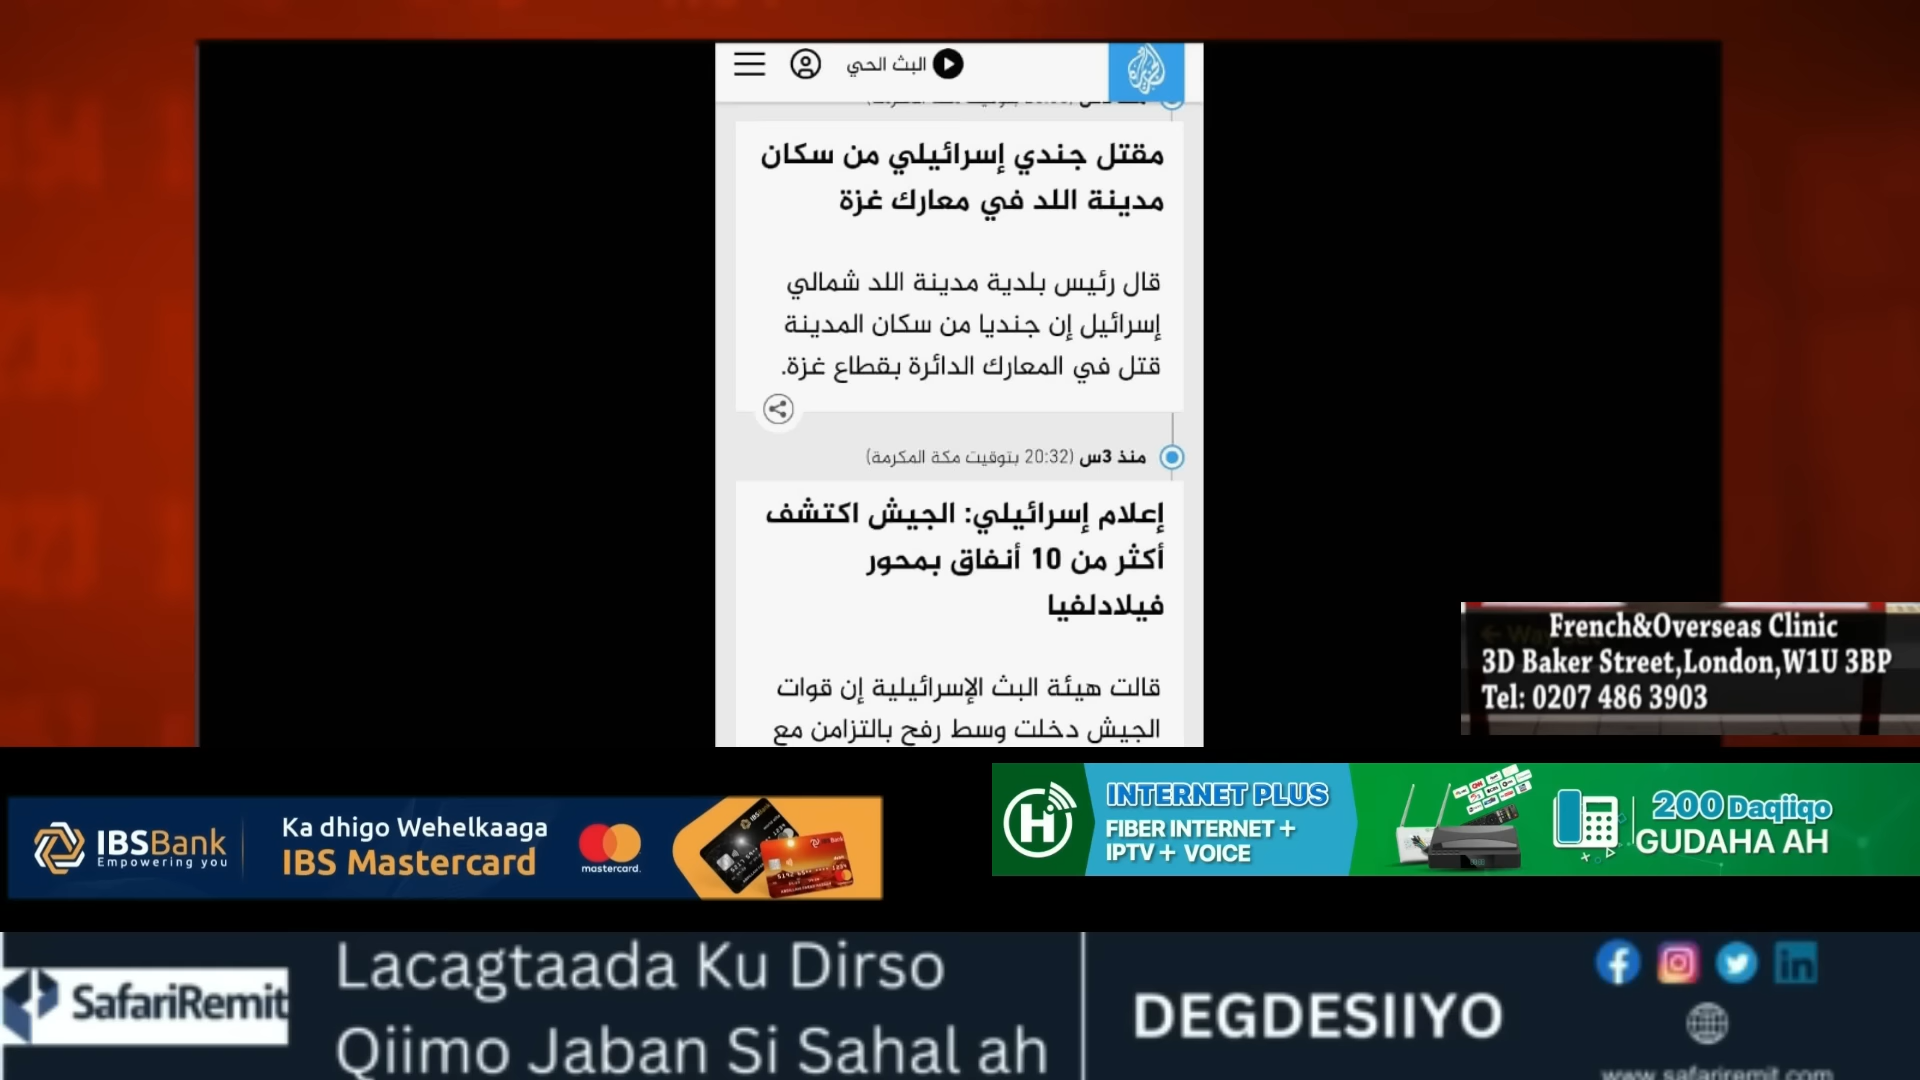 البث الحي
مقتل جندي إسرائيلي من سكان
مدينة اللد في معارك غزة
قال رئيس بلدية مدينة اللد شمالي
إسرائيل إن جنديا من سكان المدينة
قتل في المعارك الدائرة بقطاع غزة.
منذ 3س (20:32 بتوقيت مكة المكرمة)
إعلام إسرائيلي: الجيش اكتشف
أكثر من 10 أنفاق بمحور
فيلادلفيا
قالت هيئة البث الإسرائيلية إن قوات
الجيش دخلت وسط رفح بالتزامن مع
French&Overseas Clinic
3D Baker Street,London,W1U 3BP
Tel: 0207 486 3903
IBSBank
Empowering you
Ka dhigo Wehelkaaga
IBS Mastercard
mastercard.
INTERNET PLUS
FIBER INTERNET +
IPTV + VOICE
200 Daqiiqo
GUDAHA AH
SafariRemit
Lacagtaada Ku Dirso
Qiimo Jaban Si Sahal ah
DEGDESIIYO
www.safariremit.com